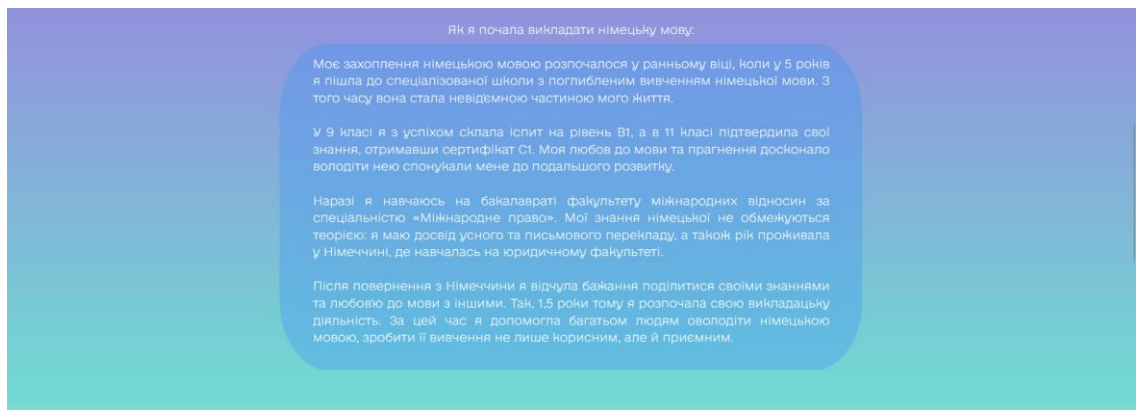 Як я почала викладати німецьку мову:
Моє захоплення німецькою мовою розпочалося у ранньому віці, коли у 5 років
я пішла до спеціалізованої школи з поглибленим вивченням німецької мови. З
того часу вона стала невід'ємною частиною мого життя.
У 9 класі я з успіхом склала іспит на рівень B1, а в 11 класі підтвердила свої
знання, отримавши сертифікат C1. Моя любов до мови та прагнення досконало
володіти нею спонукали мене до подальшого розвитку.
Наразі я навчаюсь на бакалавраті факультету міжнародних відносин за
спеціальністю «Міжнародне право». Мої знання німецької не обмежуються
теорією: я маю досвід усного та письмового перекладу, а також рік проживала
у Німеччині, де навчалась на юридичному факультеті.
Після повернення з Німеччини я відчула бажання поділитися своїми знаннями
та любов'ю до мови з іншими. Так, 1,5 роки тому я розпочала свою викладацьку
діяльність. За цей час я допомогла багатьом людям оволодіти німецькою
мовою, зробити її вивчення не лише корисним, але й приємним.